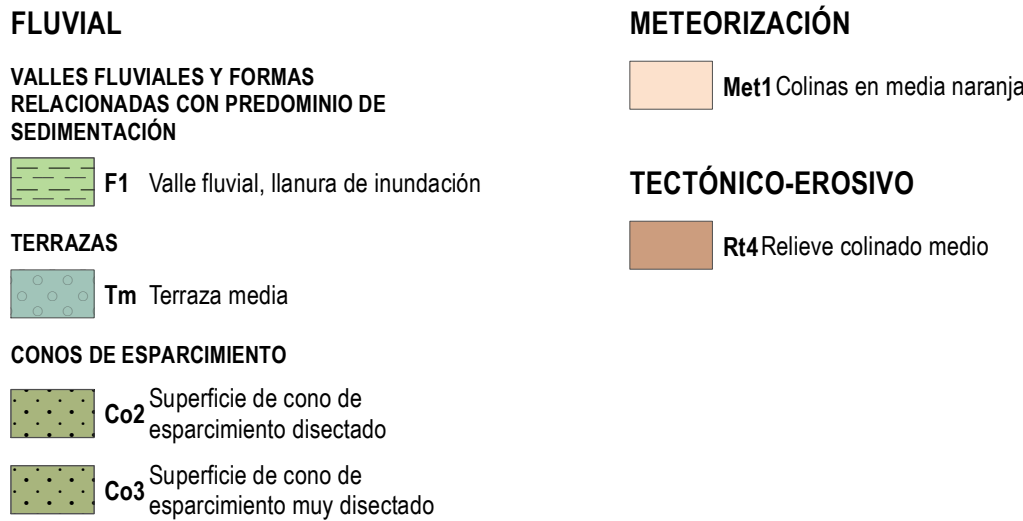 FLUVIAL
VALLES FLUVIALES Y FORMAS
RELACIONADAS CON PREDOMINIO DE
SEDIMENTACIÓN
F1 Valle fluvial, llanura de inundación
TERRAZAS
Tm Terraza media
CONOS DE ESPARCIMIENTO
Co2 Superficie de cono de
esparcimiento disectado
Co3 Superficie de cono de
esparcimiento muy disectado
METEORIZACIÓN
Met1 Colinas en media naranja
TECTÓNICO-EROSIVO
Rt4 Relieve colinado medio